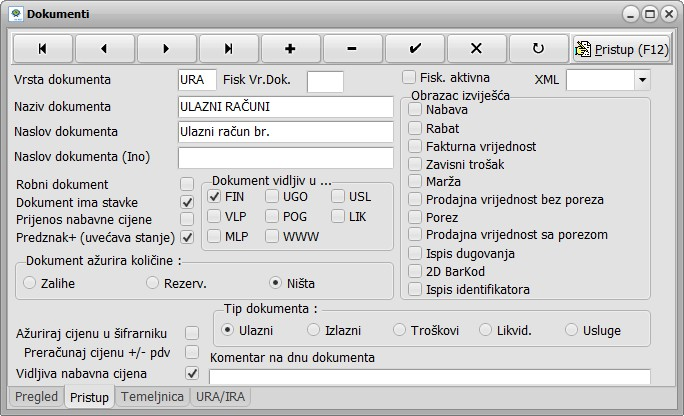 Dokumenti
Pristup (F12)
Vrsta dokumenta URA Fisk Vr.Dok.
Fisk. aktivna XML
Naziv dokumenta ULAZNI RAČUNI
Naslov dokumenta Ulazni račun br.
Naslov dokumenta (Ino)
Obrazac izviješća
Nabava
Rabat
Fakturna vrijednost
Zavisni trošak
Marža
Prodajna vrijednost bez poreza
Porez
Prodajna vrijednost sa porezom
Ispis dugovanja
2D BarKod
Ispis identifikatora
Robni dokument
Dokument ima stavke
Prijenos nabavne cijene
Predznak+ (uvećava stanje)
Dokument vidljiv u ...
FIN UGO USL
VLP POG LIK
MLP WWW
Dokument ažurira količine :
Zalihe Rezerv. Ništa
Tip dokumenta :
Ulazni Izlazni Troškovi Likvid. Usluge
Ažuriraj cijenu u šifrarniku
Preračunaj cijenu +/- pdv
Vidljiva nabavna cijena
Komentar na dnu dokumenta
Pregled Pristup Temeljnica URA/IRA